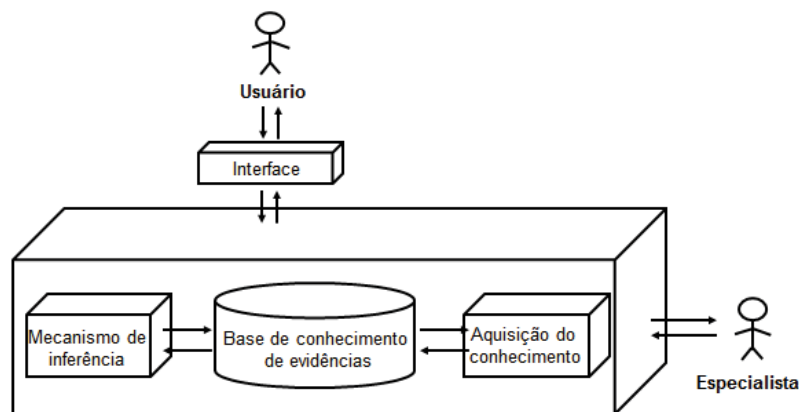 Usuário
Interface
Mecanismo de
inferência
Base de conhecimento
de evidências
Aquisição do
conhecimento
Especialista